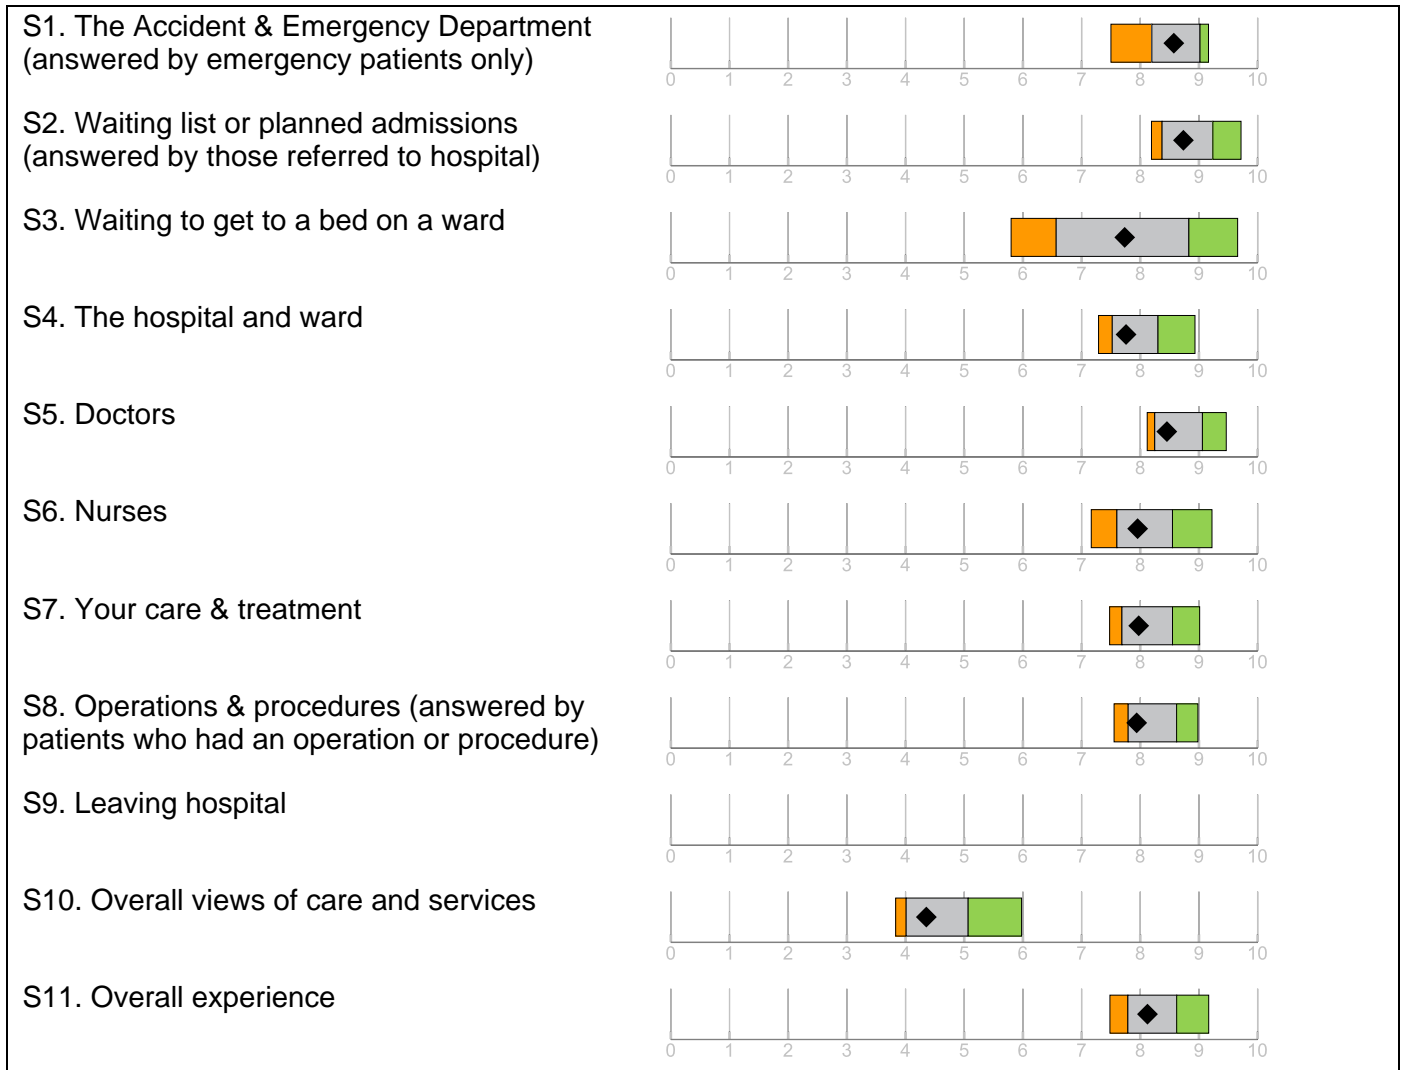 S1. The Accident & Emergency Department
(answered by emergency patients only)
0 1 2 3 4 5 6 7 8 9 10
S2. Waiting list or planned admissions
(answered by those referred to hospital)
0 1 2 3 4 5 6 7 8 9 10
S3. Waiting to get to a bed on a ward
0 1 2 3 4 5 6 7 8 9 10
S4. The hospital and ward
0 1 2 3 4 5 6 7 8 9 10
S5. Doctors
0 1 2 3 4 5 6 7 8 9 10
S6. Nurses
0 1 2 3 4 5 6 7 8 9 10
S7. Your care & treatment
0 1 2 3 4 5 6 7 8 9 10
S8. Operations & procedures (answered by
patients who had an operation or procedure)
0 1 2 3 4 5 6 7 8 9 10
S9. Leaving hospital
0 1 2 3 4 5 6 7 8 9 10
S10. Overall views of care and services
0 1 2 3 4 5 6 7 8 9 10
S11. Overall experience
0 1 2 3 4 5 6 7 8 9 10